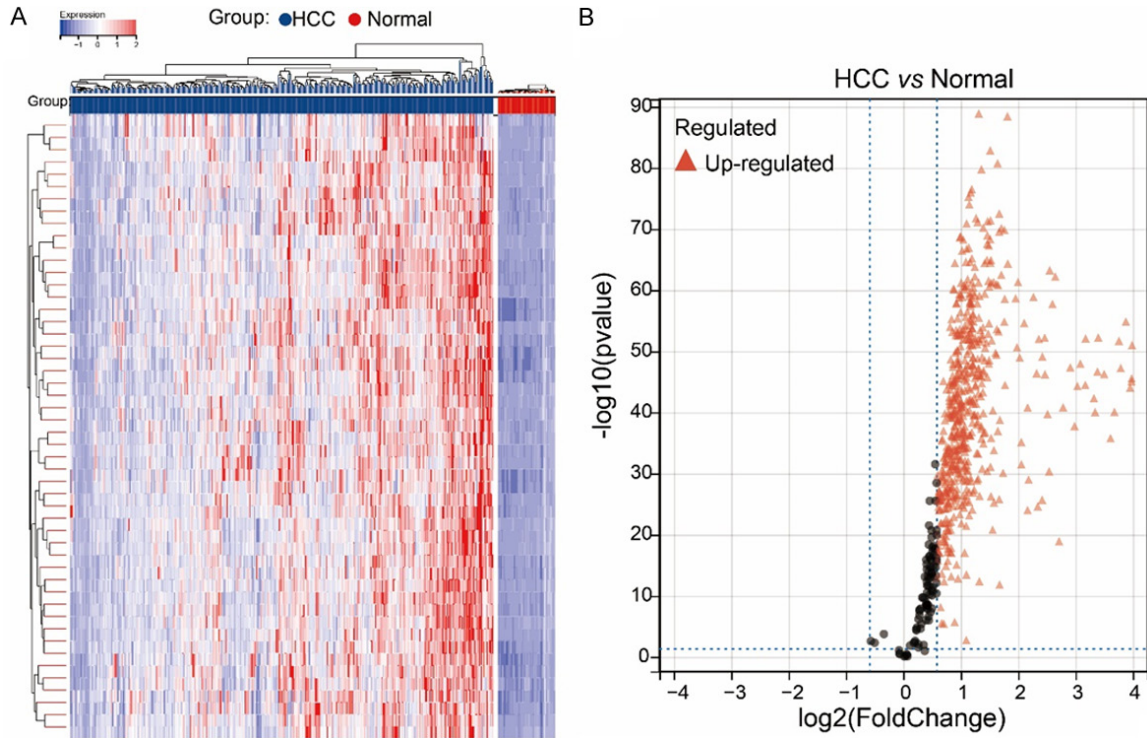 A
Expression
−1 0 1 2
Group: HCC Normal
Group:
B
HCC vs Normal
Regulated
Up-regulated
-log10(pvalue)
90
80
70
60
50
40
30
20
10
0
−4 −3 −2 −1 0 1 2 3 4
log2(FoldChange)